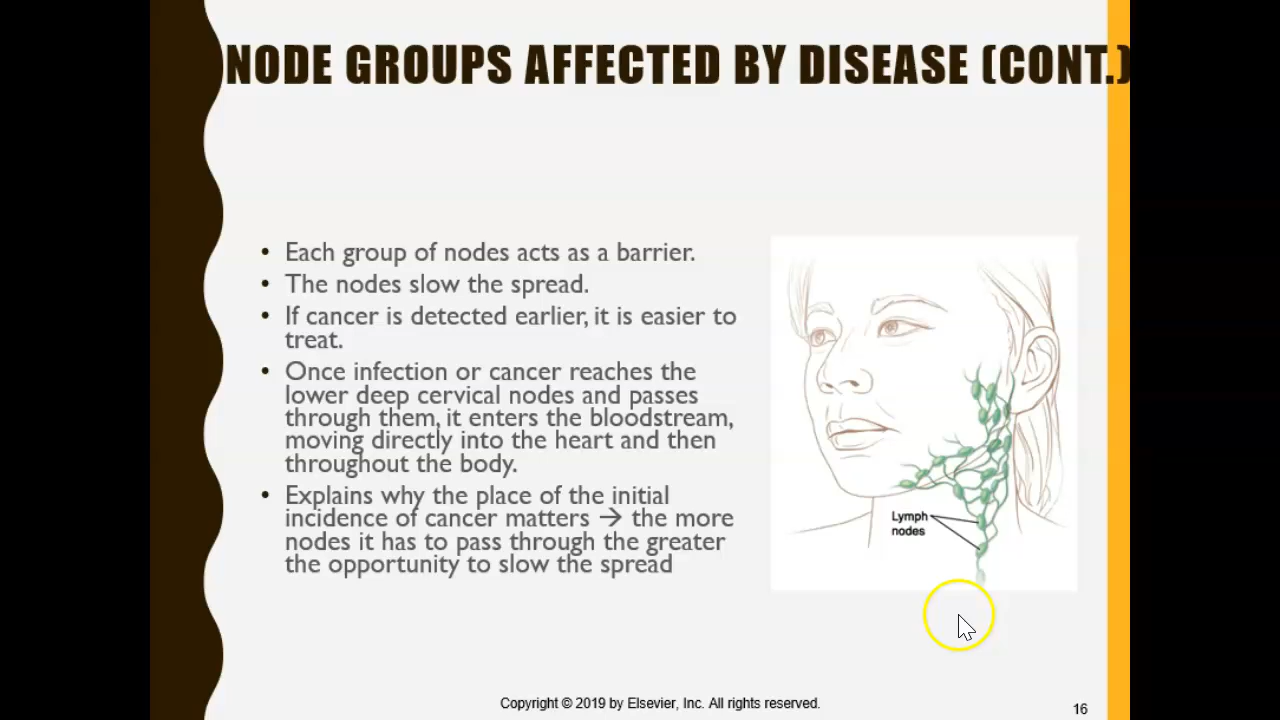 NODE GROUPS AFFECTED BY DISEASE (CONT.)
• Each group of nodes acts as a barrier.
• The nodes slow the spread.
• If cancer is detected earlier, it is easier to
treat.
• Once infection or cancer reaches the
lower deep cervical nodes and passes
through them, it enters the bloodstream,
moving directly into the heart and then
throughout the body.
• Explains why the place of the initial
incidence of cancer matters → the more
nodes it has to pass through the greater
the opportunity to slow the spread
Lymph
nodes
Copyright © 2019 by Elsevier, Inc. All rights reserved.
16